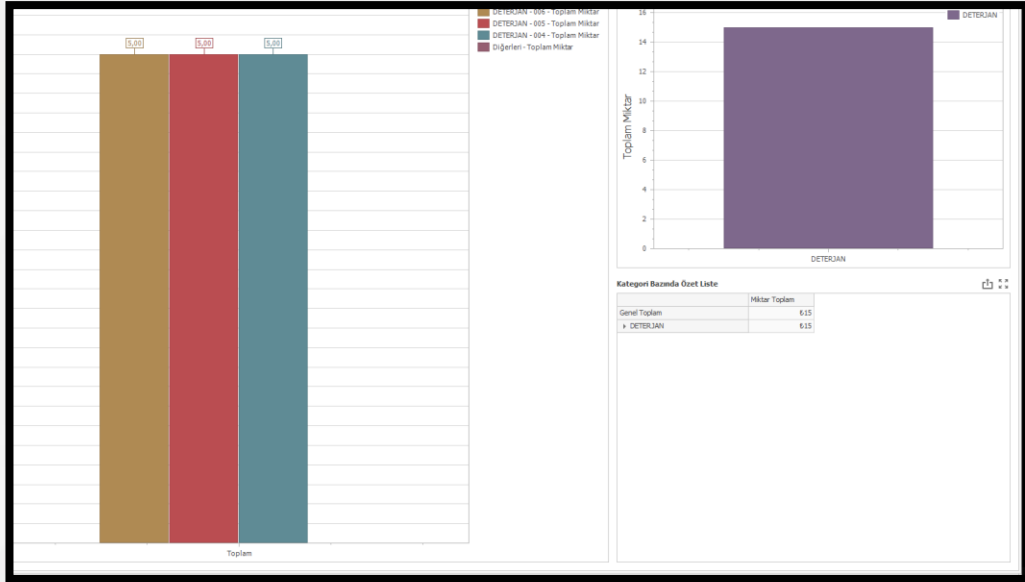 DETERJAN - 006 - Toplam Miktar
DETERJAN - 005 - Toplam Miktar
DETERJAN - 004 - Toplam Miktar
Diğerleri - Toplam Miktar
5,00
5,00
5,00
Toplam
DETERJAN
Toplam Miktar
16
14
12
10
8
6
4
2
0
DETERJAN
Kategori Bazında Özet Liste
Miktar Toplam
Genel Toplam ₺15
DETERJAN ₺15